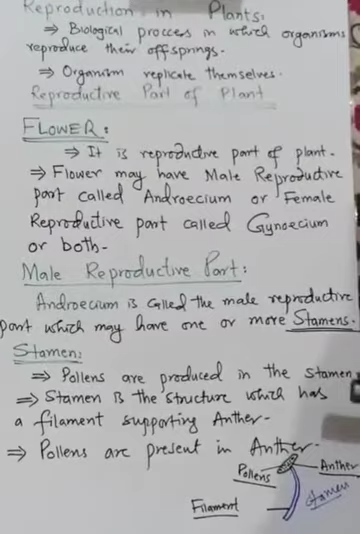 Reproduction in Plants:
⇒ Biological proccess in which organisms
reproduce their offsprings.
⇒ Organism replicate themselves.
Reproductive Part of Plant
FLOWER:
⇒ It is reproductive part of plant.
⇒ Flower may have Male Reproductive
part called Androecium or Female
Reproductive part called Gynoecium
or both-
Male Reproductive Part:
Androecium is called the male reproductive
part which may have one or more Stamens.
Stamen:
⇒ Pollens are produced in the stamen
⇒ Stamen is the structure which has
a filament supporting Anther-
⇒ Pollens are present in Anther-
Pollens
Anther
Stamen
Filament